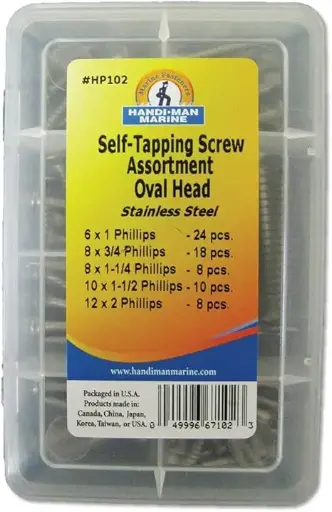 #HP102
Marine Fasteners
HANDI-MAN
MARINE
Self-Tapping Screw
Assortment
Oval Head
Stainless Steel
6 x 1 Phillips - 24 pcs.
8 x 3/4 Phillips - 18 pcs.
8 x 1-1/4 Phillips - 8 pcs.
10 x 1-1/2 Phillips - 10 pcs.
12 x 2 Phillips - 8 pcs.
www.handimanmarine.com
Packaged in U.S.A.
Products made in:
Canada, China, Japan,
Korea, Taiwan, or USA.
0 49996 67102 3